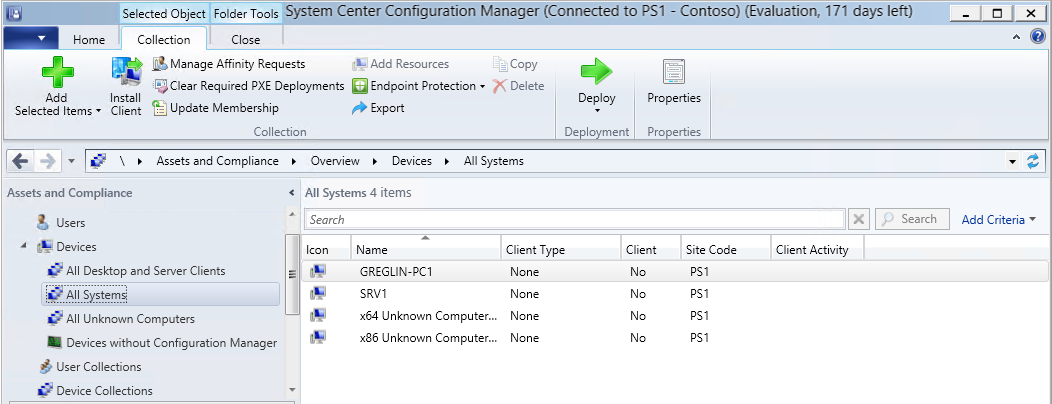 Selected Object Folder Tools System Center Configuration Manager (Connected to PS1 - Contoso) (Evaluation, 171 days left)
Home Collection Close
Add
Selected Items
Install
Client
Manage Affinity Requests
Clear Required PXE Deployments
Update Membership
Add Resources
Endpoint Protection
Export
Copy
Delete
Collection
Deploy
Deployment
Properties
Properties
\ Assets and Compliance Overview Devices All Systems
Assets and Compliance
Users
Devices
All Desktop and Server Clients
All Systems
All Unknown Computers
Devices without Configuration Manager
User Collections
Device Collections
All Systems 4 items
Search Search Add Criteria
Icon Name Client Type Client Site Code Client Activity
GREGLIN-PC1 None No PS1
SRV1 None No PS1
x64 Unknown Computer... None No PS1
x86 Unknown Computer... None No PS1